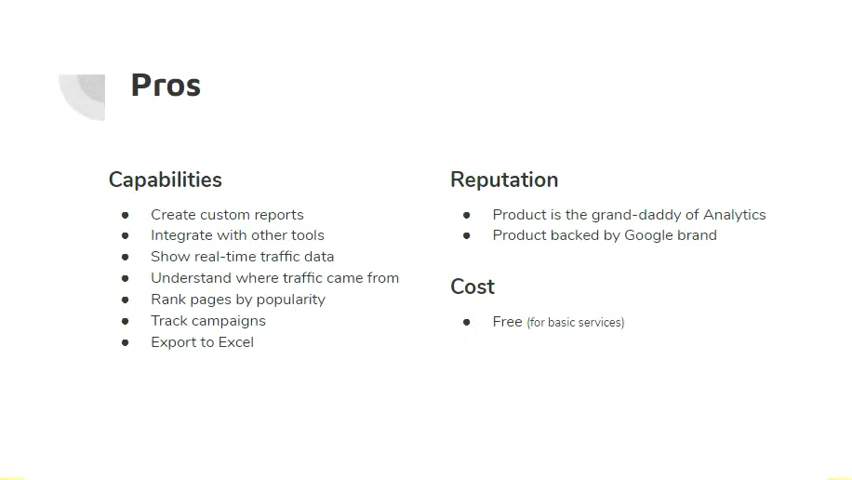 Pros
Capabilities
● Create custom reports
● Integrate with other tools
● Show real-time traffic data
● Understand where traffic came from
● Rank pages by popularity
● Track campaigns
● Export to Excel
Reputation
● Product is the grand-daddy of Analytics
● Product backed by Google brand
Cost
● Free (for basic services)